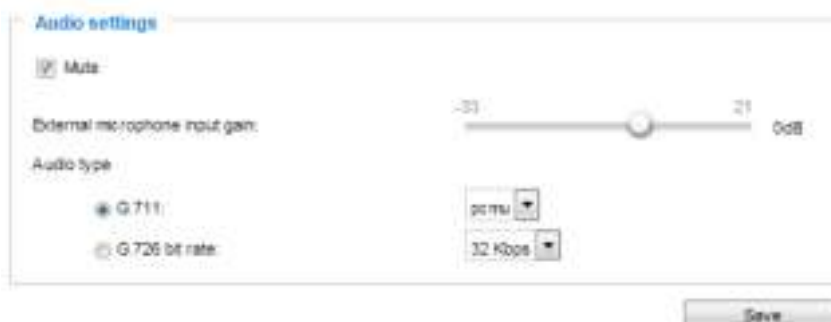 Audio settings
Mute
-33 21
External microphone input gain: 0dB
Audio type
G.711: pcmu
G.726 bit rate: 32 Kbps
Save